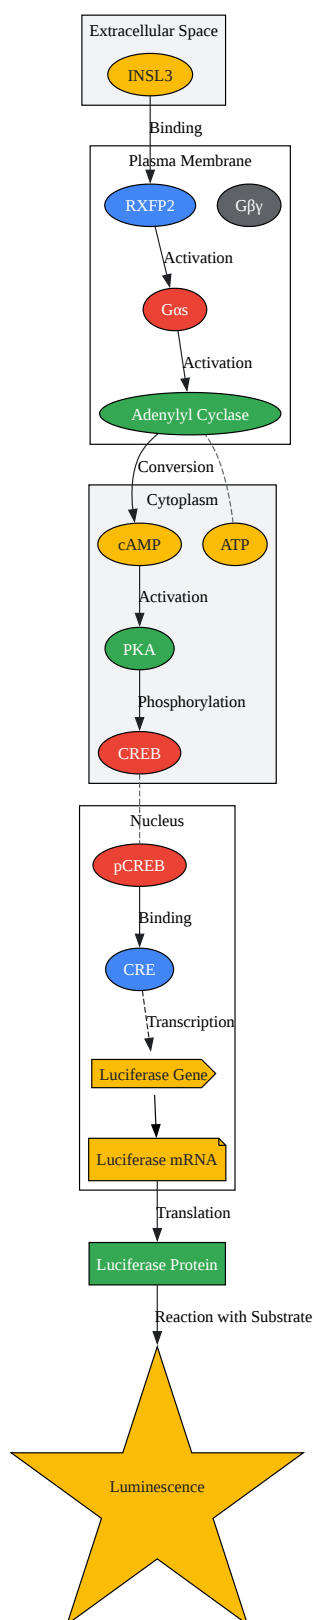 Extracellular Space
INSL3
Binding
Plasma Membrane
RXFP2
Gβγ
Activation
Gαs
Activation
Adenylyl Cyclase
Conversion
Cytoplasm
cAMP
ATP
Activation
PKA
Phosphorylation
CREB
Nucleus
pCREB
Binding
CRE
Transcription
Luciferase Gene
Luciferase mRNA
Translation
Luciferase Protein
Reaction with Substrate
Luminescence